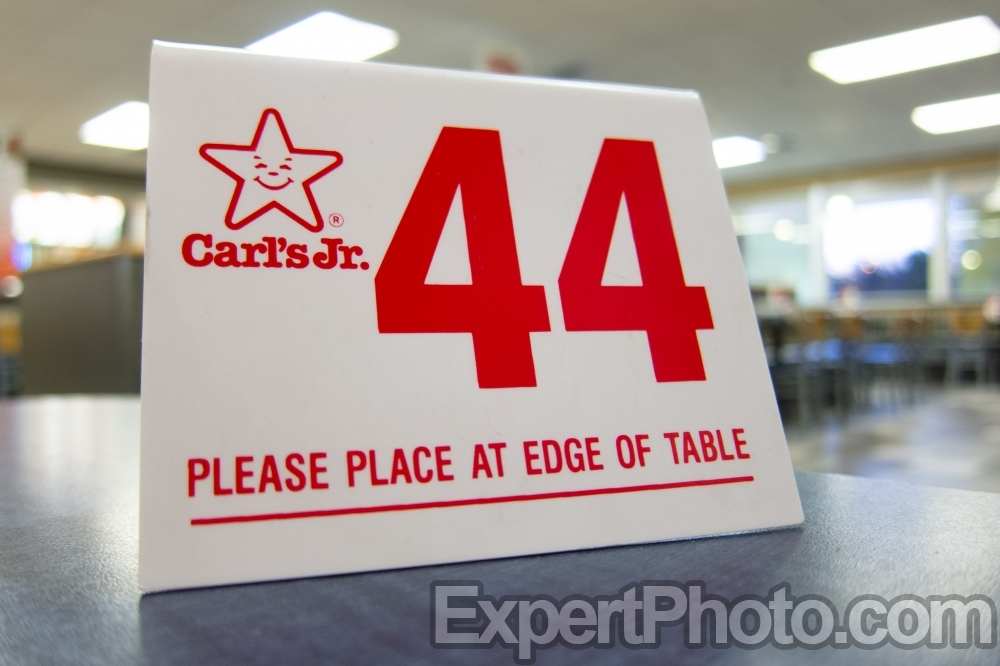 Carl's Jr.®
44
PLEASE PLACE AT EDGE OF TABLE
ExpertPhoto.com